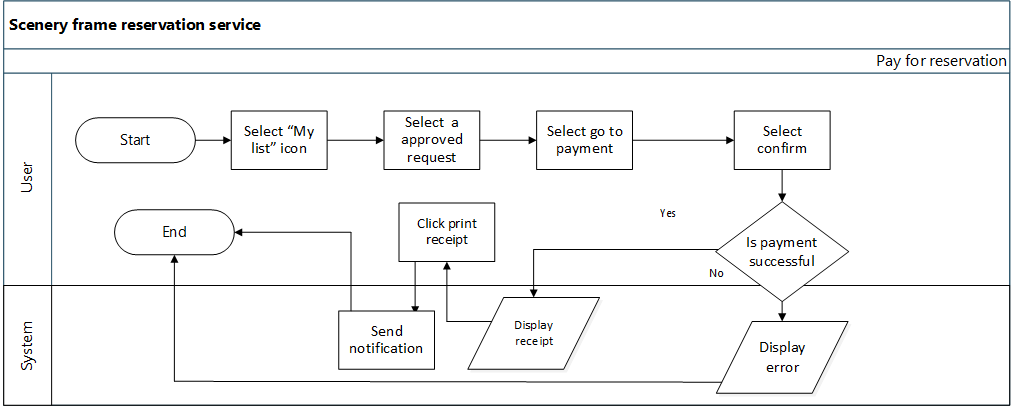 Scenery frame reservation service
Pay for reservation
User
Start
Select “My
list” icon
Select a
approved
request
Select go to
payment
Select
confirm
End
Click print
receipt
Yes
Is payment
successful
No
System
Send
notification
Display
receipt
Display
error